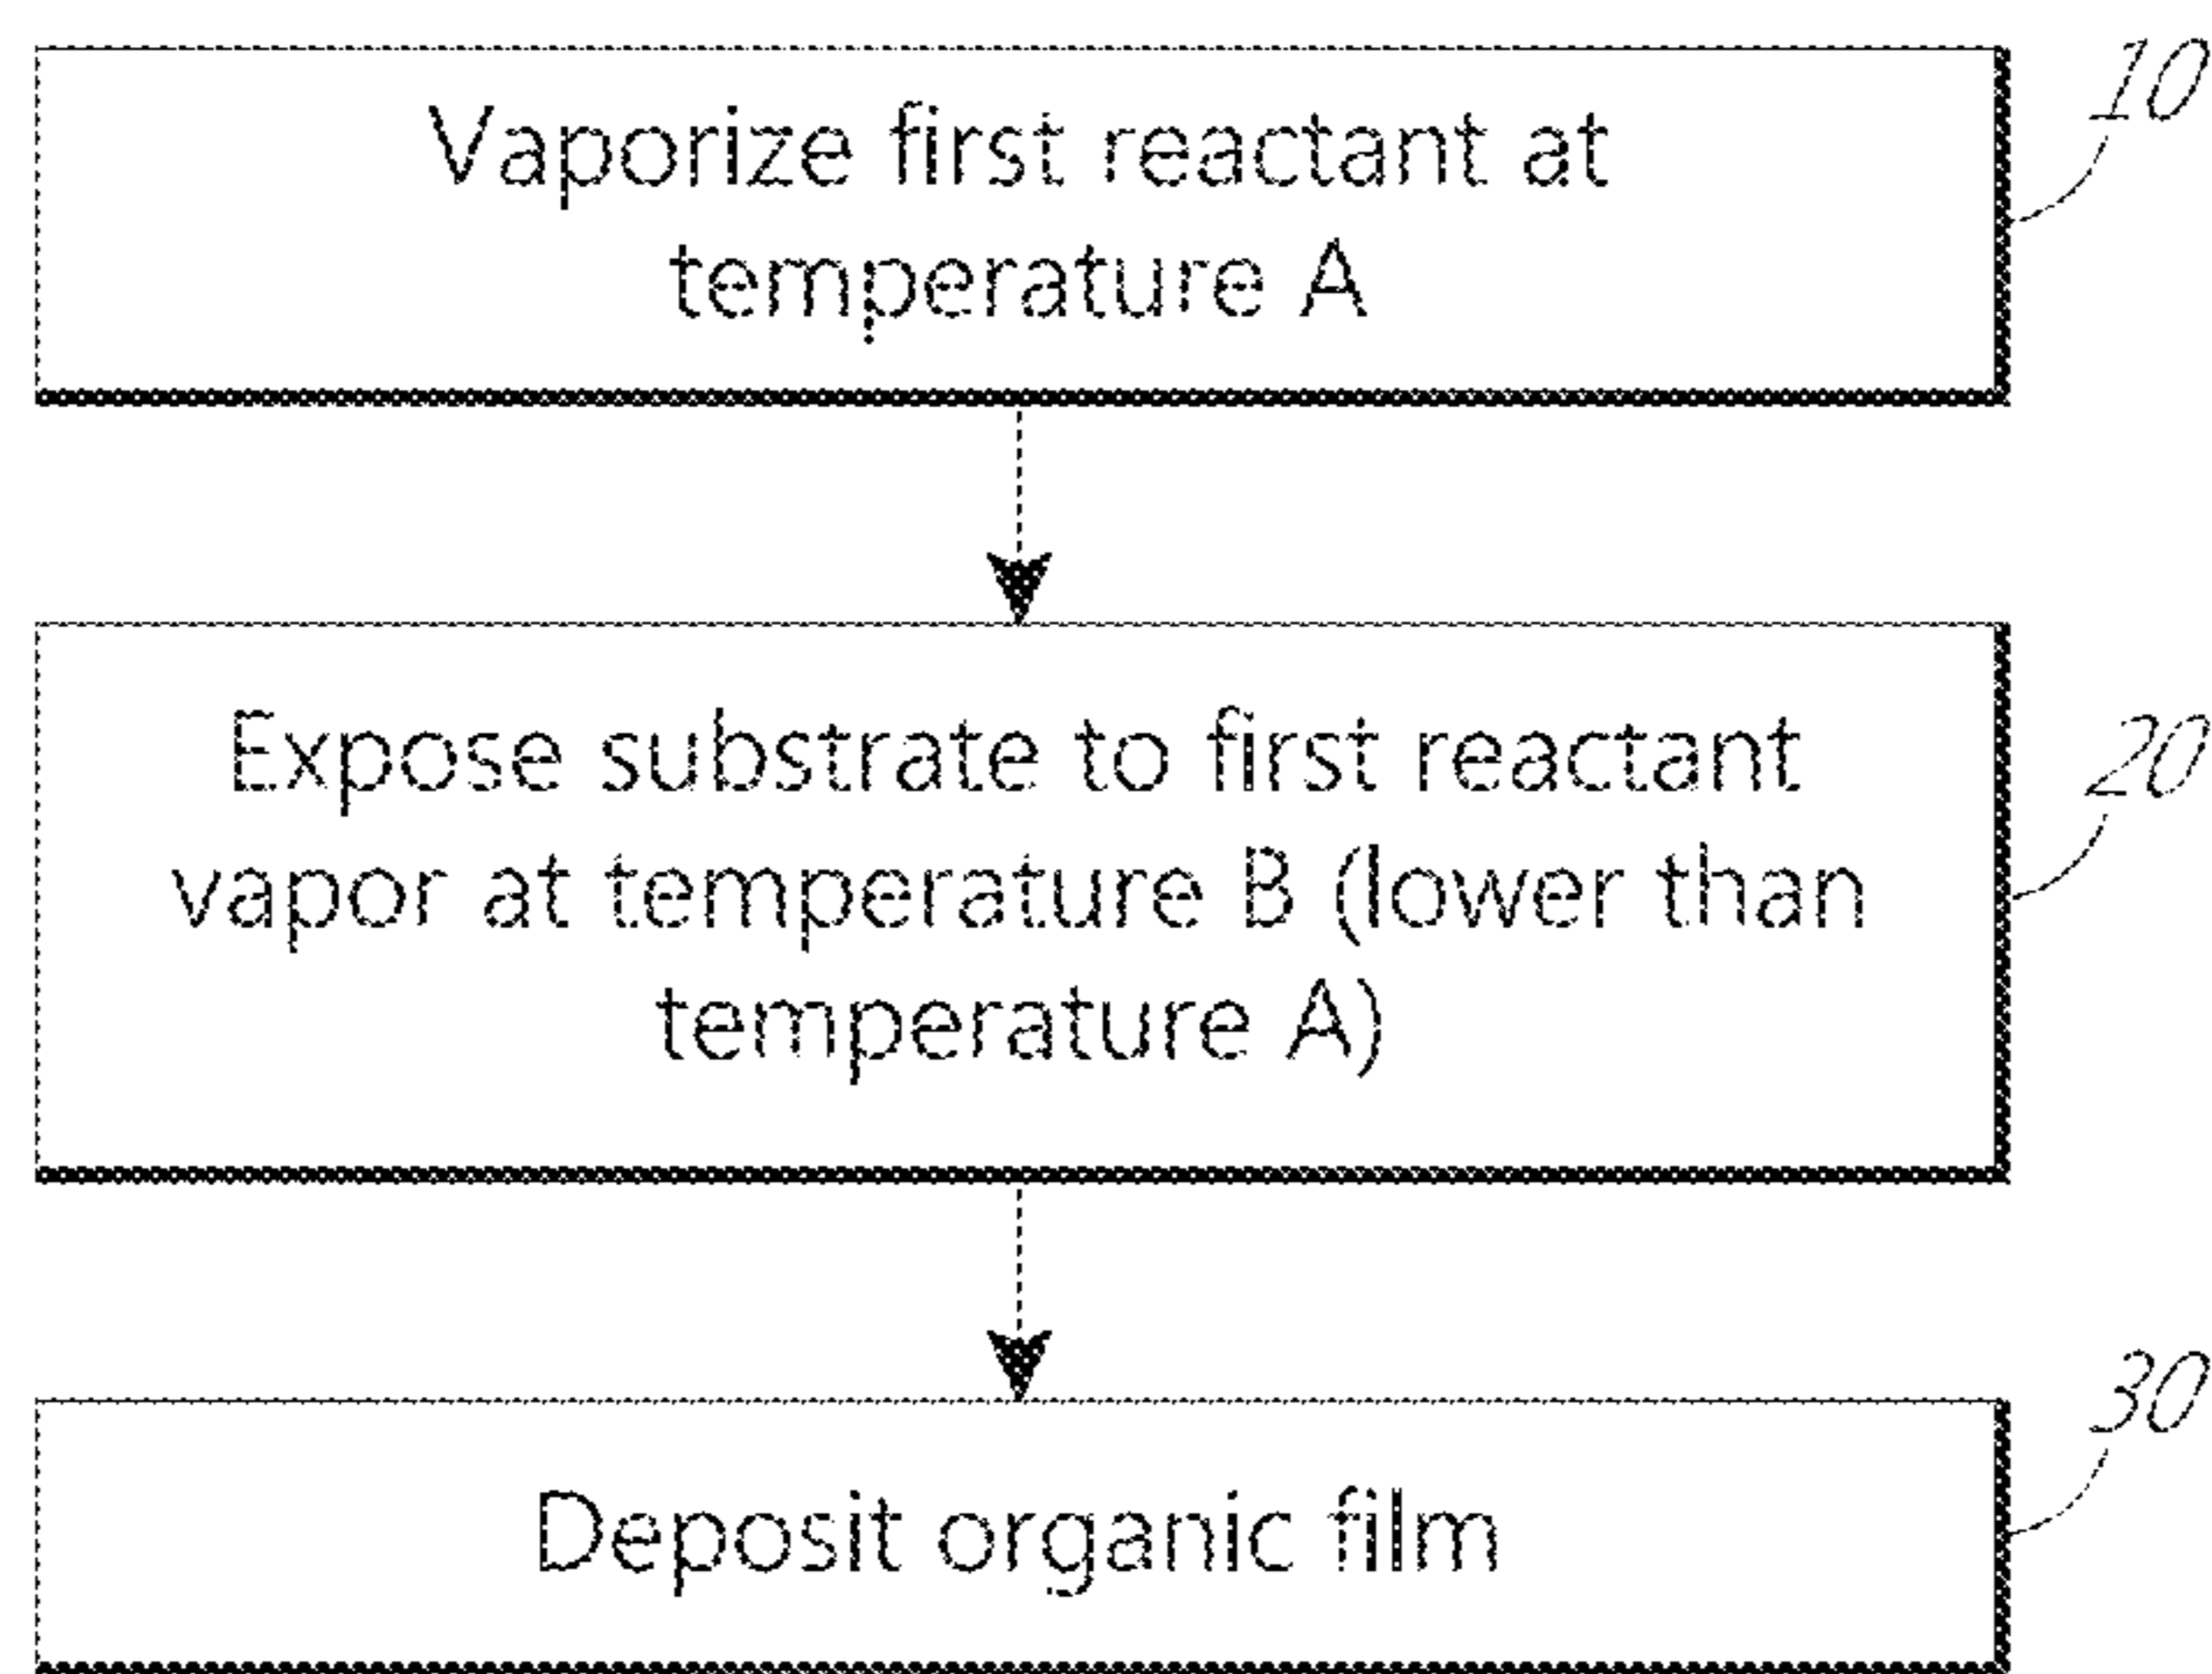 Vaporize first reactant at
temperature A
10
Expose substrate to first reactant
vapor at temperature B (lower than
temperature A)
20
Deposit organic film
30